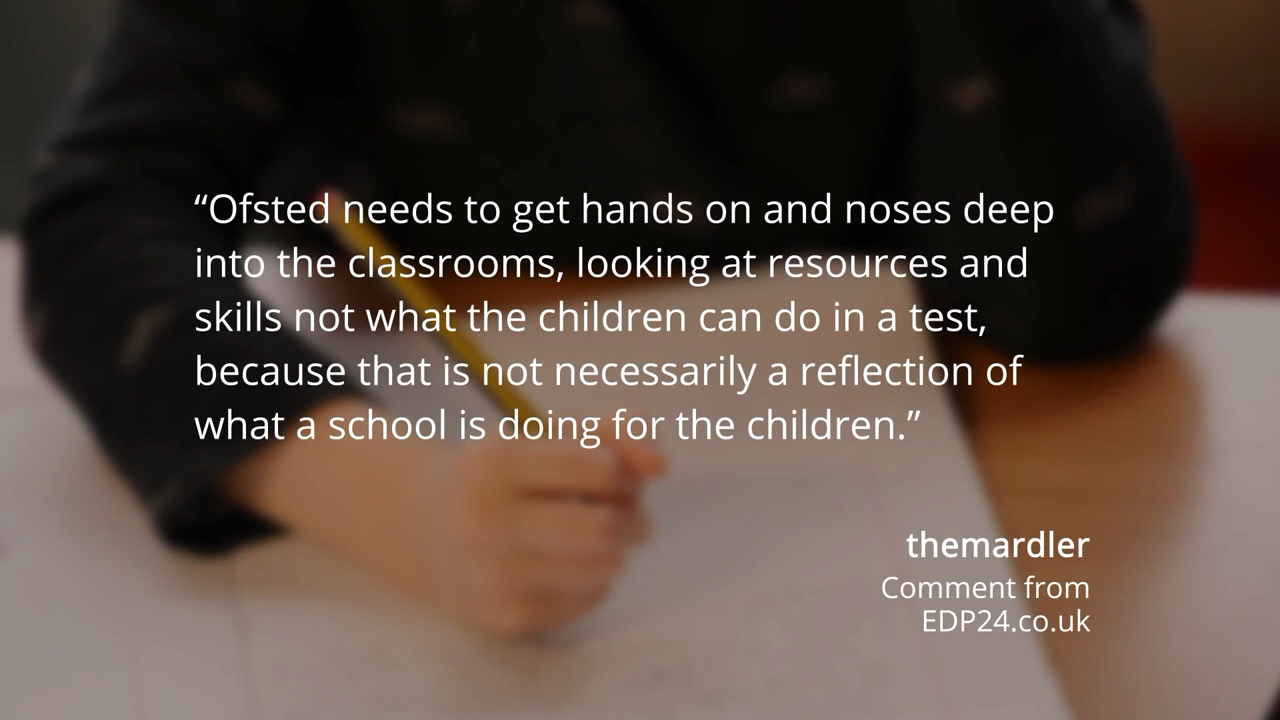 “Ofsted needs to get hands on and noses deep
into the classrooms, looking at resources and
skills not what the children can do in a test,
because that is not necessarily a reflection of
what a school is doing for the children.”
themardler
Comment from
EDP24.co.uk